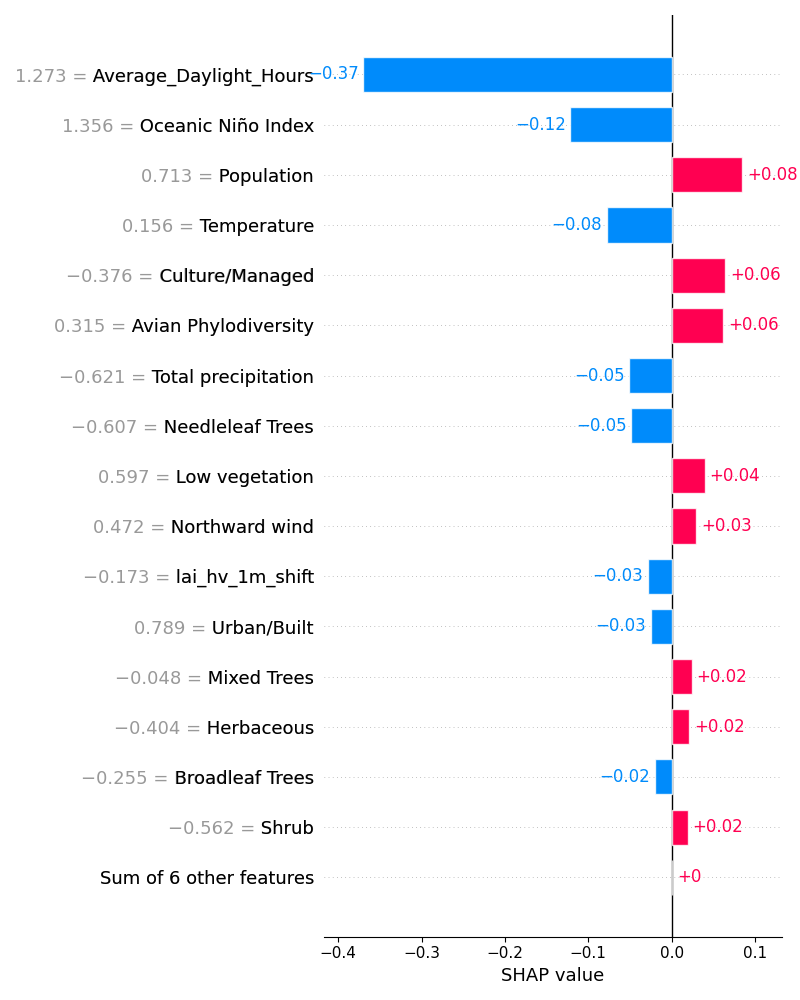 1.273 = Average_Daylight_Hours −0.37
1.356 = Oceanic Niño Index −0.12
0.713 = Population +0.08
0.156 = Temperature −0.08
−0.376 = Culture/Managed +0.06
0.315 = Avian Phylodiversity +0.06
−0.621 = Total precipitation −0.05
−0.607 = Needleleaf Trees −0.05
0.597 = Low vegetation +0.04
0.472 = Northward wind +0.03
−0.173 = lai_hv_1m_shift −0.03
0.789 = Urban/Built −0.03
−0.048 = Mixed Trees +0.02
−0.404 = Herbaceous +0.02
−0.255 = Broadleaf Trees −0.02
−0.562 = Shrub +0.02
Sum of 6 other features +0
−0.4 −0.3 −0.2 −0.1 0.0 0.1
SHAP value